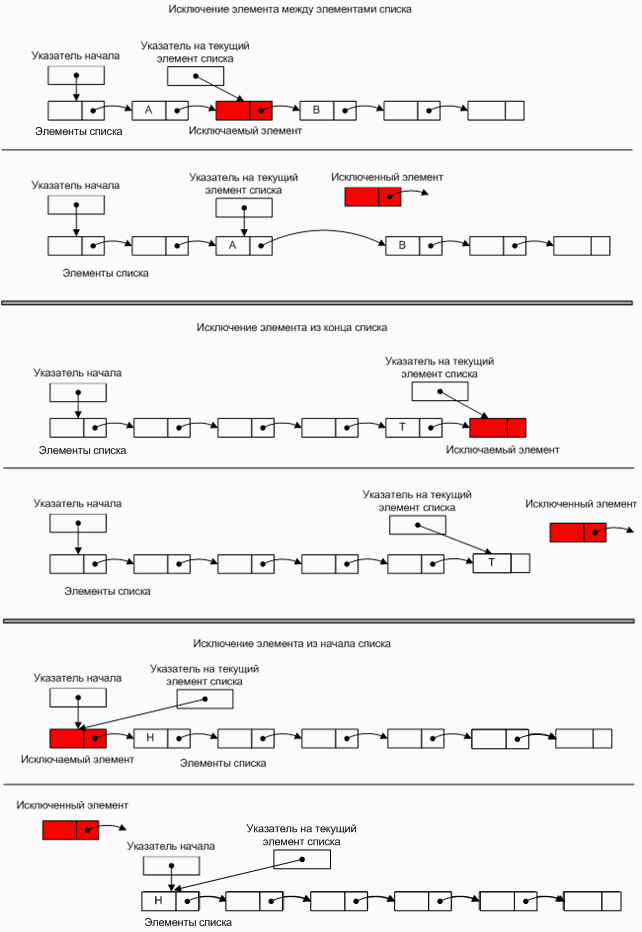 Исключение элемента между элементами списка
Указатель на текущий
элемент списка
Указатель начала
A
B
Элементы списка
Исключаемый элемент
Указатель начала
Указатель на текущий
элемент списка
Исключенный элемент
A
B
Элементы списка
Исключение элемента из конца списка
Указатель начала
Указатель на текущий
элемент списка
T
Элементы списка
Исключаемый элемент
Указатель начала
Указатель на текущий
элемент списка
Исключенный элемент
T
Элементы списка
Исключение элемента из начала списка
Указатель начала
Указатель на текущий
элемент списка
H
Исключаемый элемент
Элементы списка
Исключенный элемент
Указатель начала
Указатель на текущий
элемент списка
H
Элементы списка